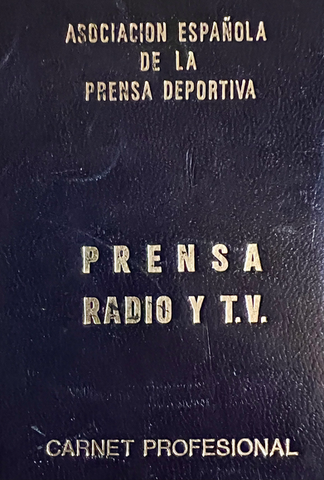 ASOCIACION ESPAÑOLA
DE LA
PRENSA DEPORTIVA
PRENSA
RADIO Y T.V.
CARNET PROFESIONAL